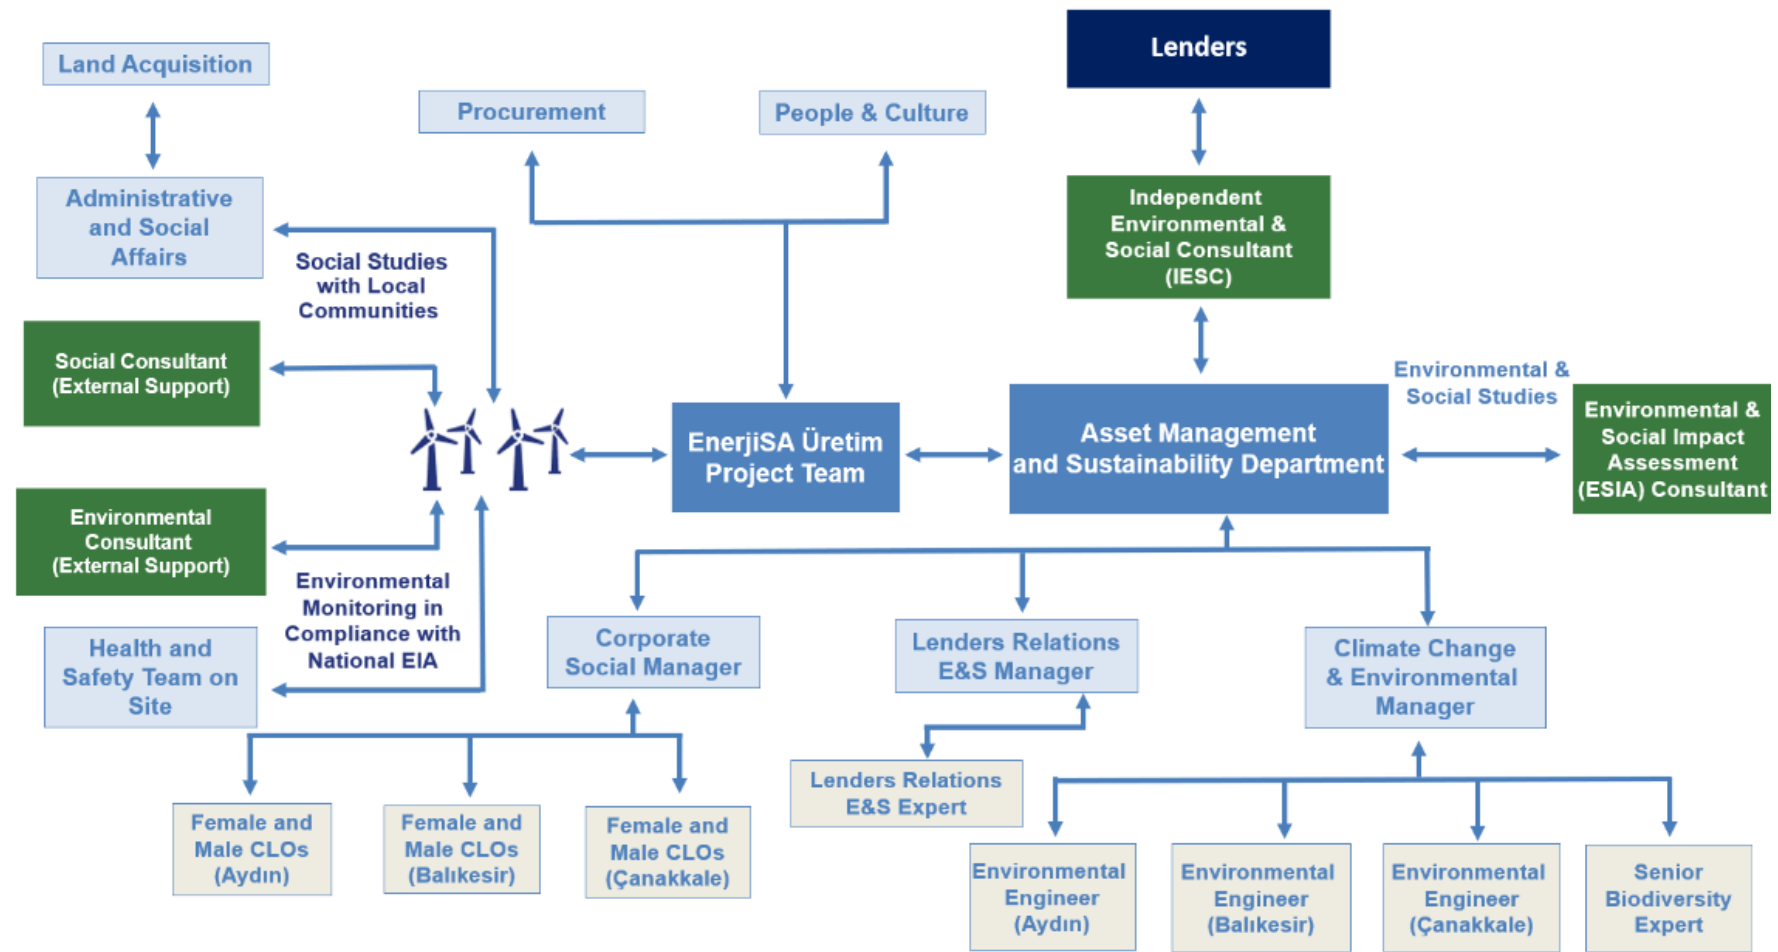 Lenders
Land Acquisition
Procurement
People & Culture
Administrative
and Social
Affairs
Independent
Environmental &
Social Consultant
(IESC)
Social Studies
with Local
Communities
Social Consultant
(External Support)
Environmental &
Social Studies
EnerjiSA Üretim
Project Team
Asset Management
and Sustainability Department
Environmental &
Social Impact
Assessment
(ESIA) Consultant
Environmental
Consultant
(External Support)
Environmental
Monitoring in
Compliance with
National EIA
Health and
Safety Team on
Site
Corporate
Social Manager
Lenders Relations
E&S Manager
Climate Change
& Environmental
Manager
Lenders Relations
E&S Expert
Female and
Male CLOs
(Aydın)
Female and
Male CLOs
(Balıkesir)
Female and
Male CLOs
(Çanakkale)
Environmental
Engineer
(Aydın)
Environmental
Engineer
(Balıkesir)
Environmental
Engineer
(Çanakkale)
Senior
Biodiversity
Expert